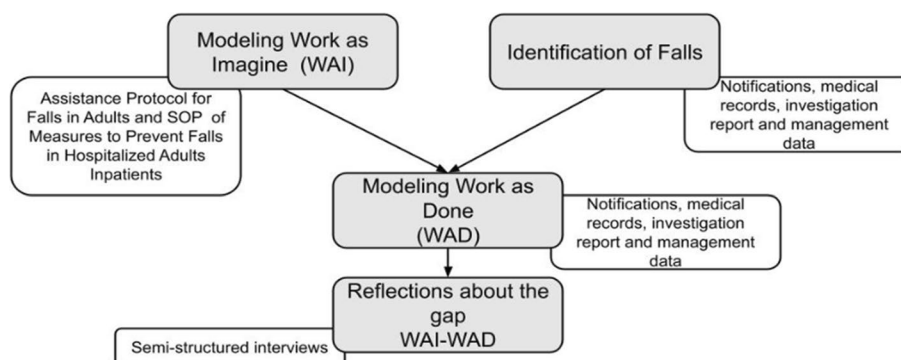 Modeling Work as
Imagine (WAI)
Identification of Falls
Assistance Protocol for
Falls in Adults and SOP of
Measures to Prevent Falls
in Hospitalized Adults
Inpatients
Notifications, medical
records, investigation
report and management
data
Modeling Work as
Done
(WAD)
Notifications, medical
records, investigation
report and management
data
Reflections about the
gap
WAI-WAD
Semi-structured interviews